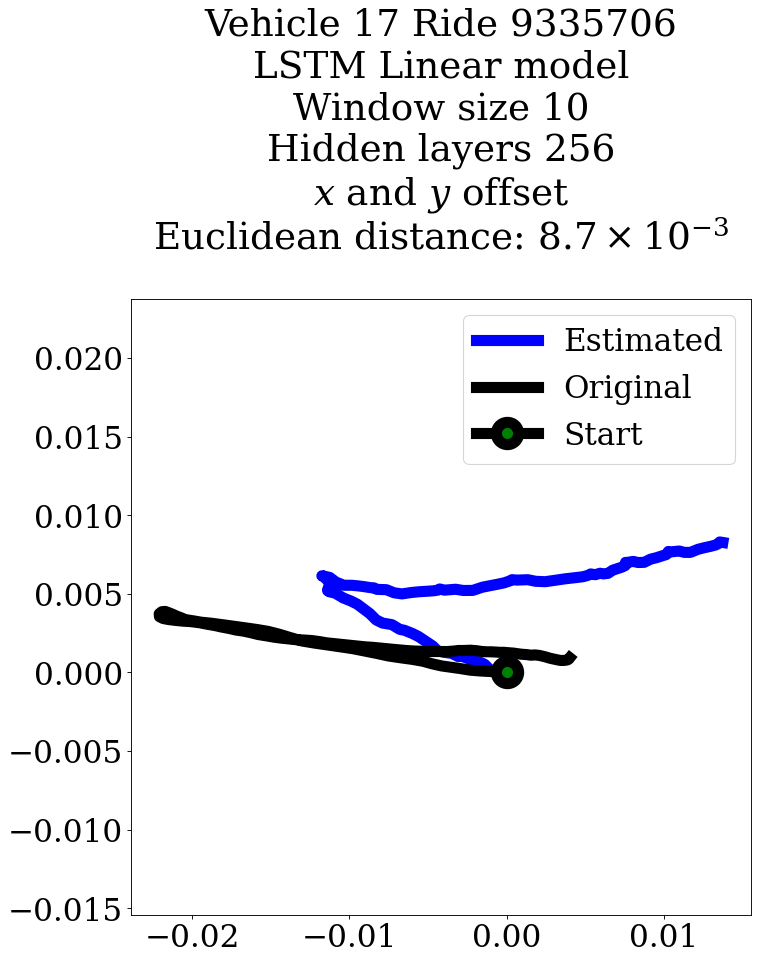 Vehicle 17 Ride 9335706
LSTM Linear model
Window size 10
Hidden layers 256
x and y offset
Euclidean distance: 8.7 × 10⁻³
Estimated
Original
Start
0.020
0.015
0.010
0.005
0.000
−0.005
−0.010
−0.015
−0.02 −0.01 0.00 0.01